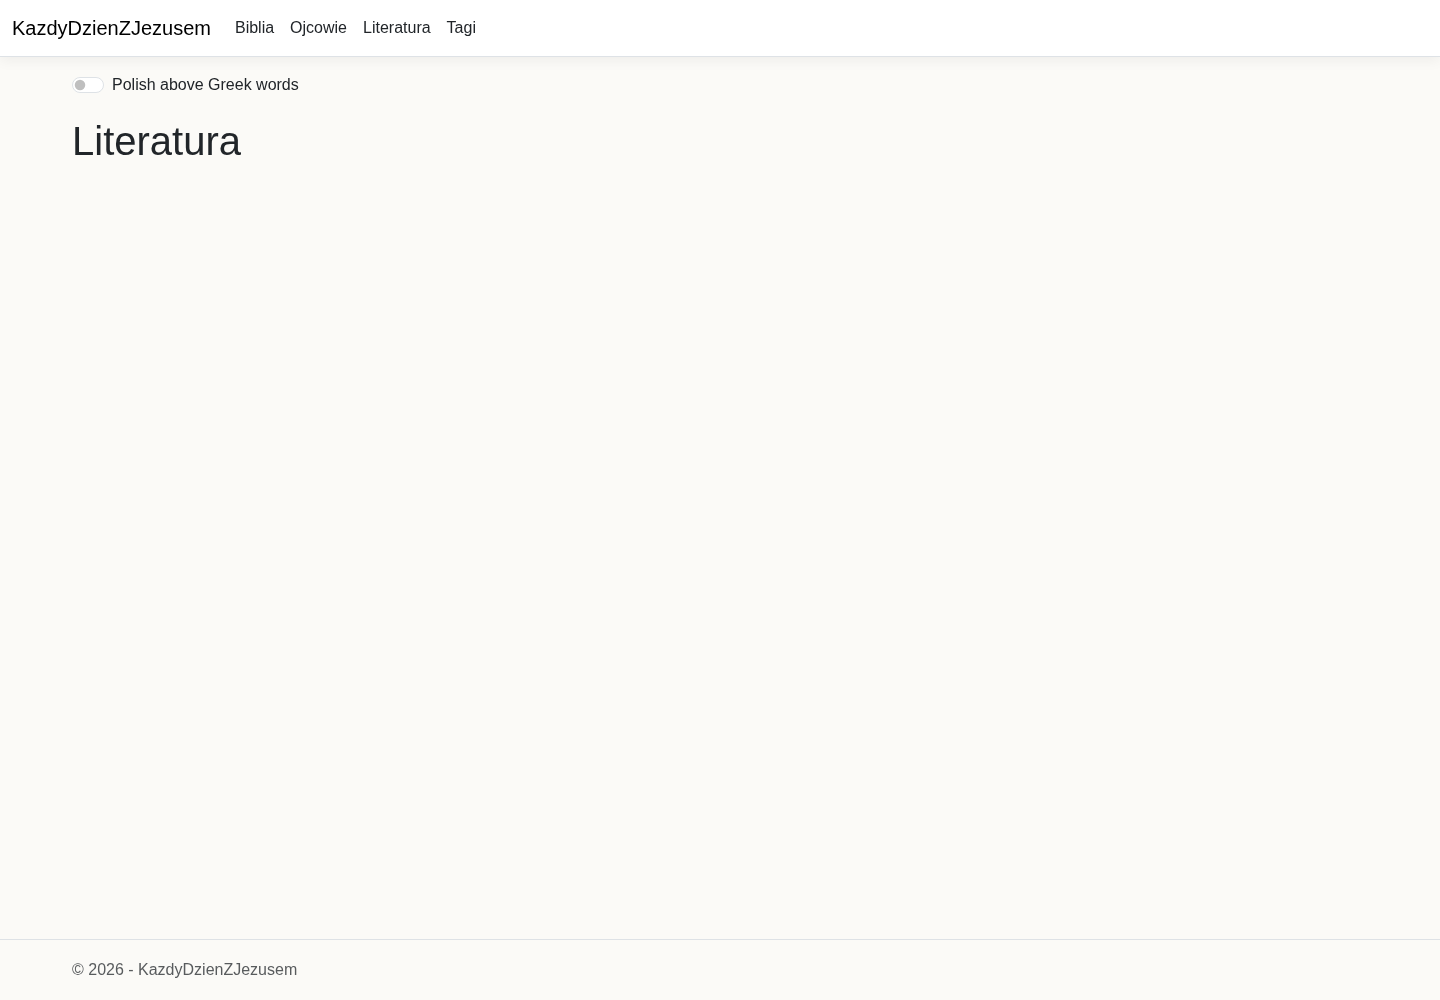 KazdyDzienZJezusem Biblia Ojcowie Literatura Tagi
Polish above Greek words
Literatura
© 2026 - KazdyDzienZJezusem